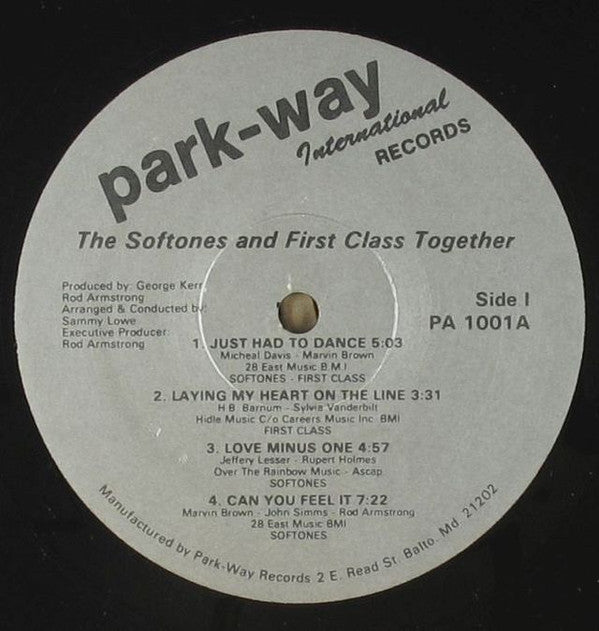 park-way
International
RECORDS
The Softones and First Class Together
Produced by: George Kerr
Rod Armstrong
Arranged & Conducted by:
Sammy Lowe
Executive Producer:
Rod Armstrong
Side I
PA 1001A
1. JUST HAD TO DANCE 5:03
Micheal Davis - Marvin Brown
28 East Music B M I
SOFTONES - FIRST CLASS
2. LAYING MY HEART ON THE LINE 3:31
H.B. Barnum - Sylvia Vanderbilt
Hidle Music C/o Careers Music Inc. BMI
FIRST CLASS
3. LOVE MINUS ONE 4:57
Jeffery Lesser - Rupert Holmes
Over The Rainbow Music - Ascap
SOFTONES
4. CAN YOU FEEL IT 7:22
Marvin Brown - John Simms - Rod Armstrong
28 East Music BMI
SOFTONES
Manufactured by Park-Way Records 2 E. Read St. Balto. Md 21202